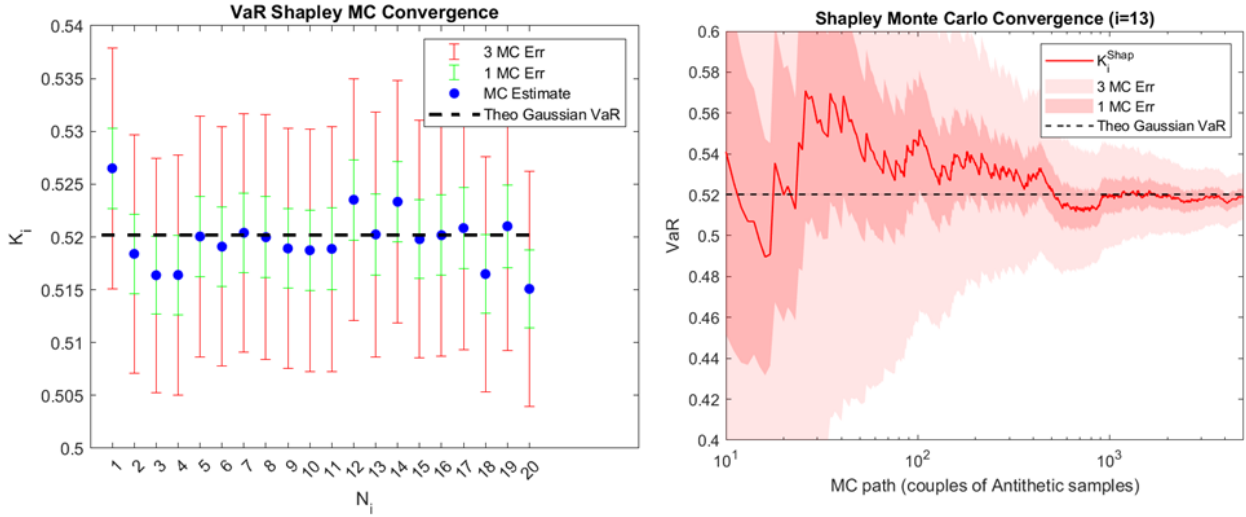 VaR Shapley MC Convergence
0.54
0.535
0.53
0.525
0.52
0.515
0.51
0.505
0.5
K_i
3 MC Err
1 MC Err
MC Estimate
Theo Gaussian VaR
1 2 3 4 5 6 7 8 9 10 11 12 13 14 15 16 17 18 19 20
N_i
Shapley Monte Carlo Convergence (i=13)
0.6
0.58
0.56
0.54
0.52
0.5
0.48
0.46
0.44
0.42
0.4
VaR
K_i^Shap
3 MC Err
1 MC Err
Theo Gaussian VaR
10^1 10^2 10^3
MC path (couples of Antithetic samples)